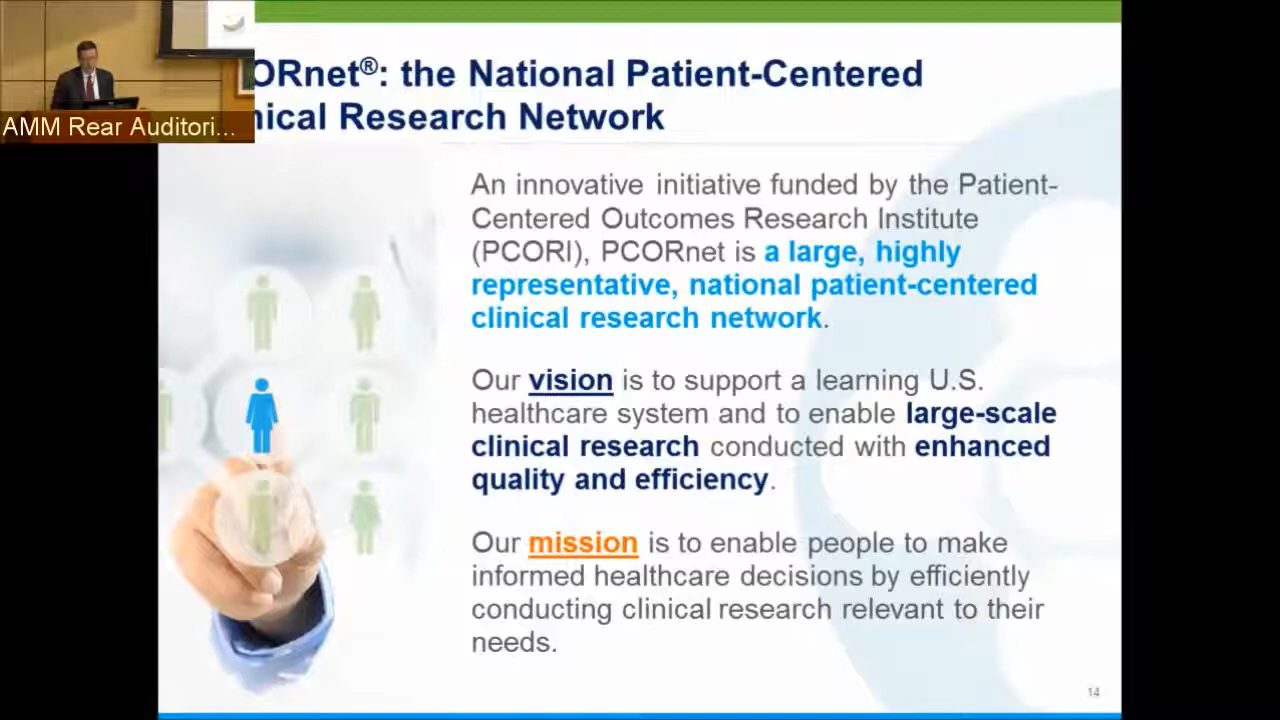 ORnet®: the National Patient-Centered
nical Research Network
AMM Rear Auditori...
An innovative initiative funded by the Patient-
Centered Outcomes Research Institute
(PCORI), PCORnet is a large, highly
representative, national patient-centered
clinical research network.
Our vision is to support a learning U.S.
healthcare system and to enable large-scale
clinical research conducted with enhanced
quality and efficiency.
Our mission is to enable people to make
informed healthcare decisions by efficiently
conducting clinical research relevant to their
needs.
14